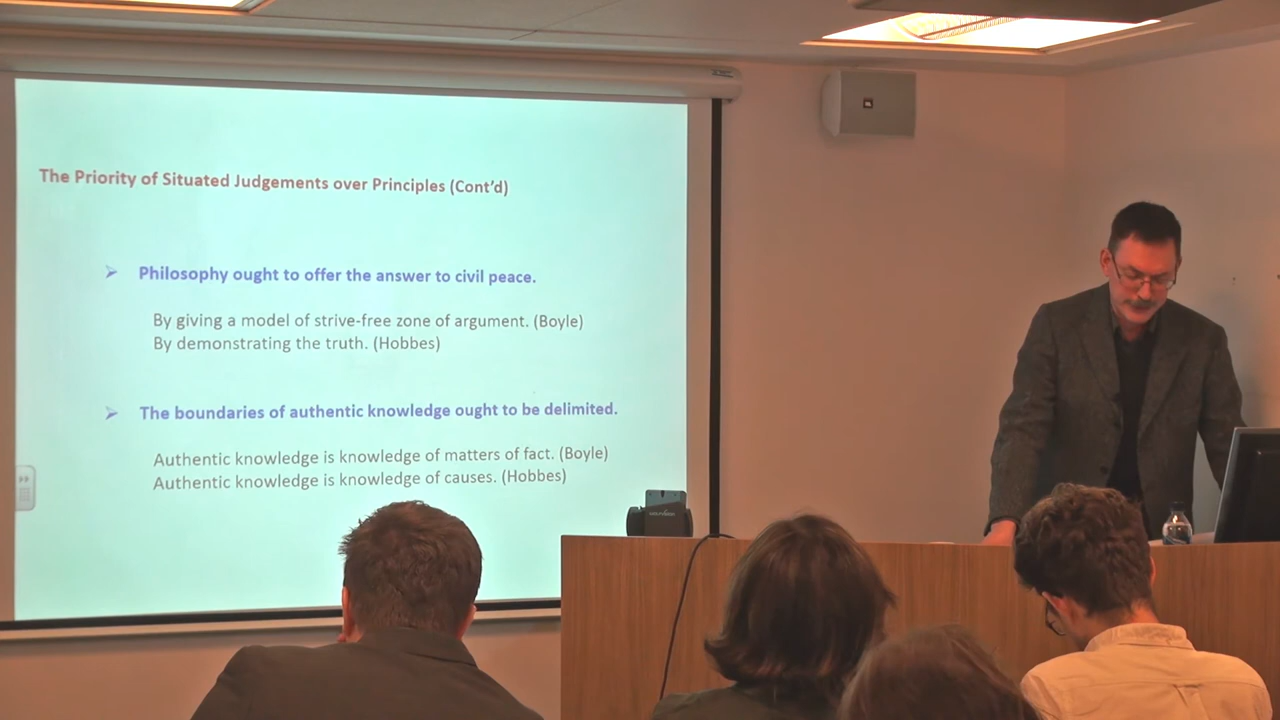 The Priority of Situated Judgements over Principles (Cont'd)
➢ Philosophy ought to offer the answer to civil peace.
By giving a model of strive-free zone of argument. (Boyle)
By demonstrating the truth. (Hobbes)
➢ The boundaries of authentic knowledge ought to be delimited.
Authentic knowledge is knowledge of matters of fact. (Boyle)
Authentic knowledge is knowledge of causes. (Hobbes)
JBL